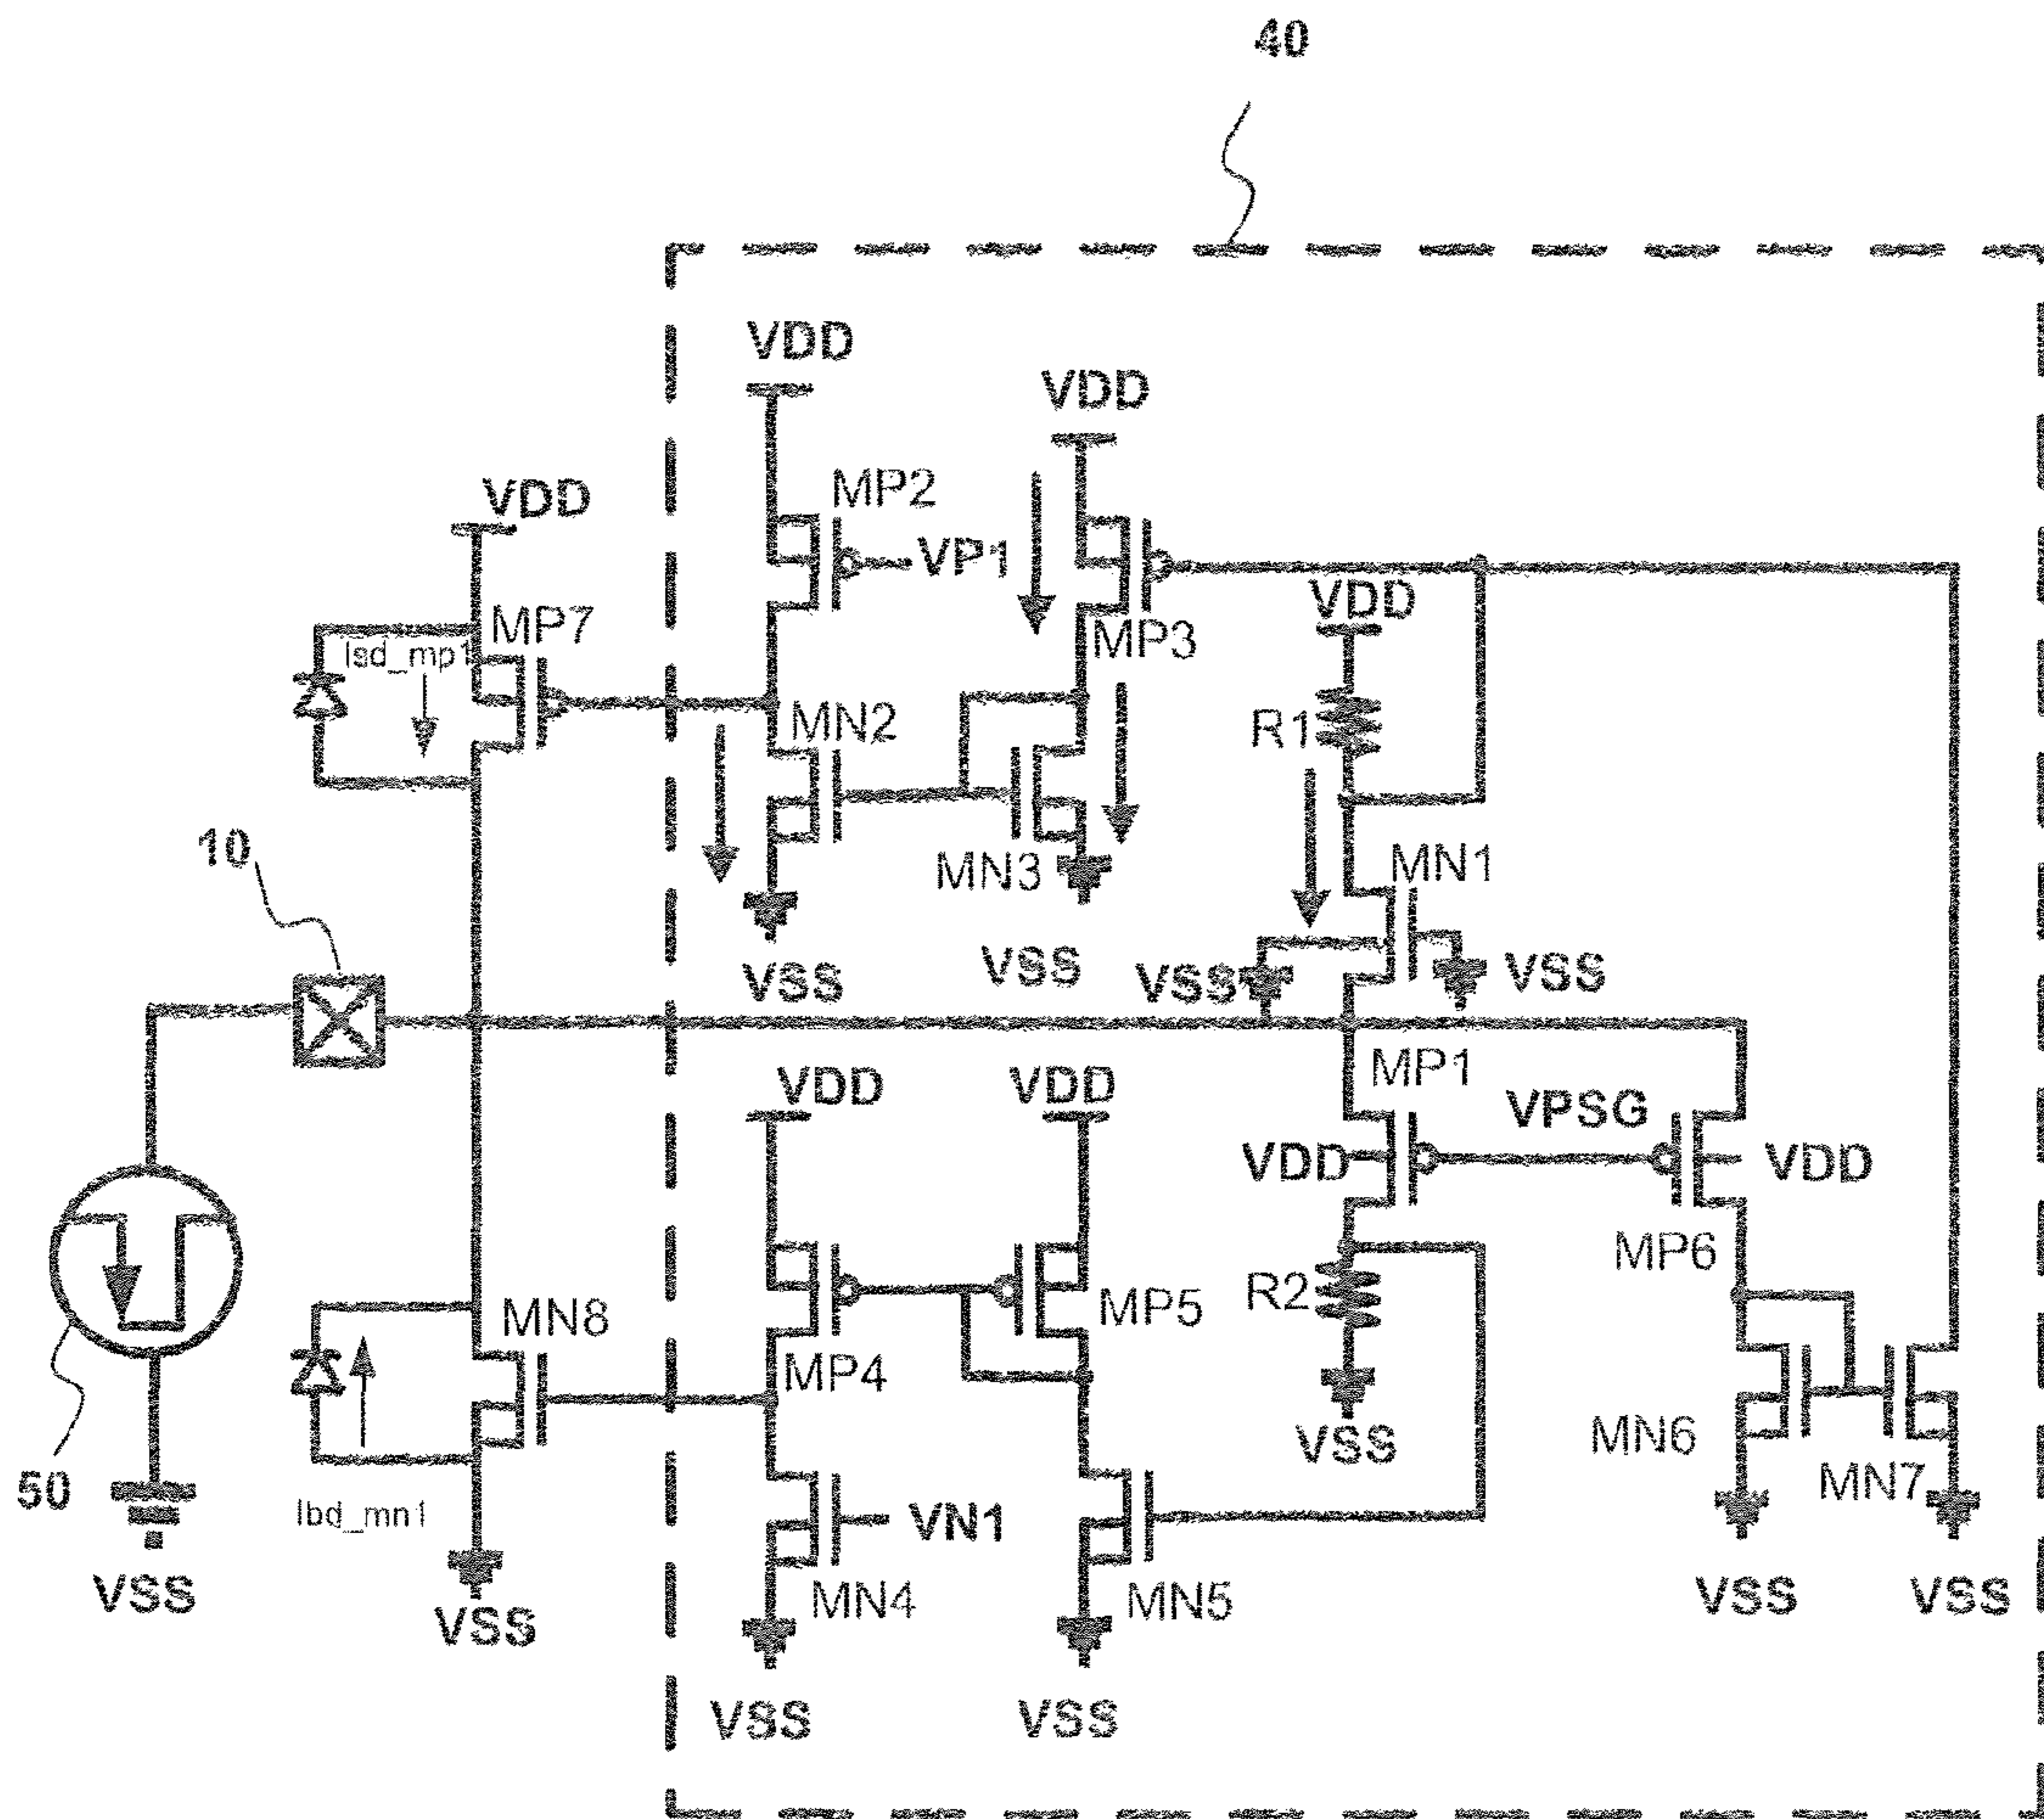 40
VDD
VDD
MP2
VDD
VP1
VDD
MP7
Isd_mp1
MP3
R1
MN2
10
MN3
MN1
VSS
VSS
VSS
VSS
MP1
VDD
VDD
VPSG
VDD
VDD
MP6
R2
MP5
MN8
MP4
VSS
MN6
MN7
50
Ibd_mn1
VN1
VSS
VSS
MN4
MN5
VSS
VSS
VSS
VSS